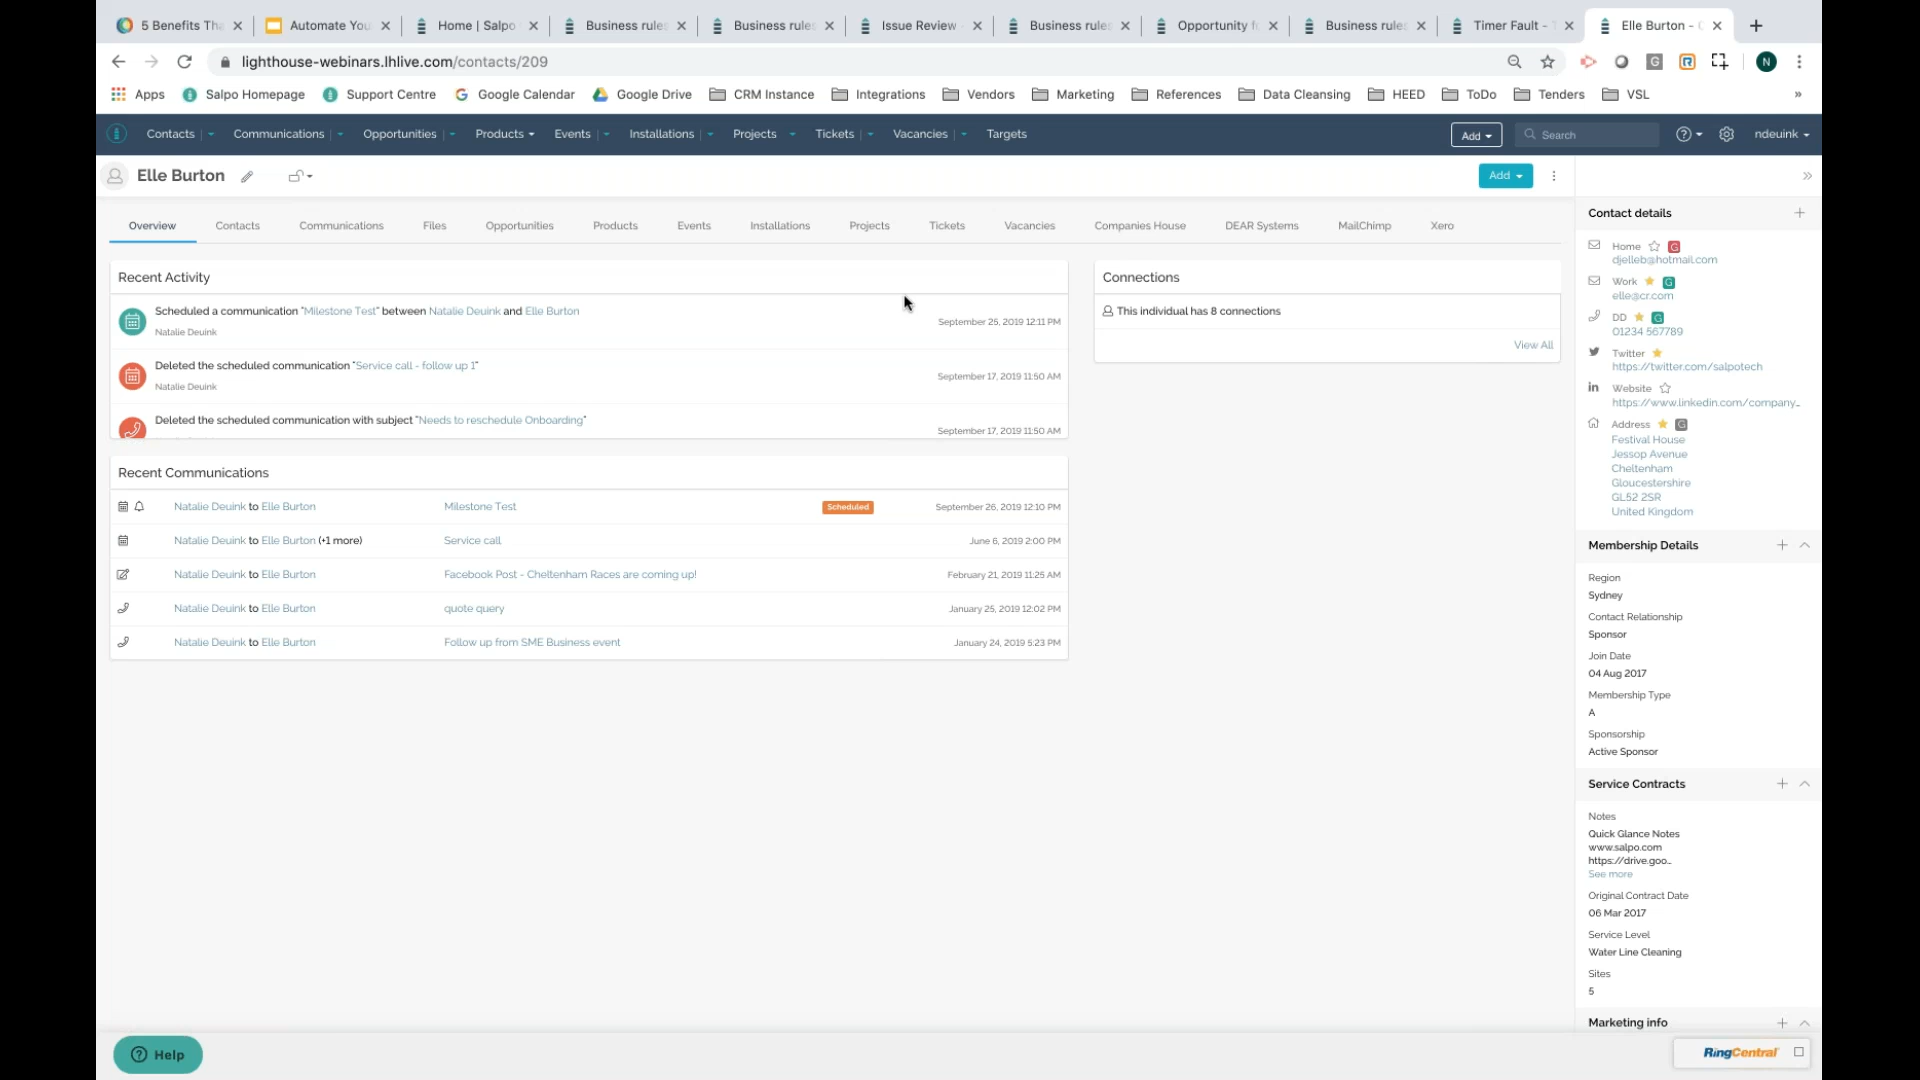 5 Benefits Tha
Automate You
Home | Salpo
Business rules
Business rules
Issue Review -
Business rules
Opportunity f
Business rules
Timer Fault - T
Elle Burton - C
lighthouse-webinars.lhlive.com/contacts/209
N
Apps
Salpo Homepage
Support Centre
Google Calendar
Google Drive
CRM Instance
Integrations
Vendors
Marketing
References
Data Cleansing
HEED
ToDo
Tenders
VSL
»
Contacts
Communications
Opportunities
Products
Events
Installations
Projects
Tickets
Vacancies
Targets
Add
Search
ndeuink
Elle Burton
Add
Overview
Contacts
Communications
Files
Opportunities
Products
Events
Installations
Projects
Tickets
Vacancies
Companies House
DEAR Systems
MailChimp
Xero
Recent Activity
Scheduled a communication "Milestone Test" between Natalie Deuink and Elle Burton
Natalie Deuink
September 25, 2019 12:11 PM
Deleted the scheduled communication "Service call - follow up 1"
Natalie Deuink
September 17, 2019 11:50 AM
Deleted the scheduled communication with subject "Needs to reschedule Onboarding"
September 17, 2019 11:50 AM
Connections
This individual has 8 connections
View All
Recent Communications
Natalie Deuink to Elle Burton
Milestone Test
Scheduled
September 26, 2019 12:10 PM
Natalie Deuink to Elle Burton (+1 more)
Service call
June 6, 2019 2:00 PM
Natalie Deuink to Elle Burton
Facebook Post - Cheltenham Races are coming up!
February 21, 2019 11:25 AM
Natalie Deuink to Elle Burton
quote query
January 25, 2019 12:02 PM
Natalie Deuink to Elle Burton
Follow up from SME Business event
January 24, 2019 5:23 PM
Contact details
Home G
djelleb@hotmail.com
Work G
elle@cr.com
DD G
01234 567789
Twitter
https://twitter.com/salpotech
Website
https://www.linkedin.com/company...
Address G
Festival House
Jessop Avenue
Cheltenham
Gloucestershire
GL52 2SR
United Kingdom
Membership Details
Region
Sydney
Contact Relationship
Sponsor
Join Date
04 Aug 2017
Membership Type
A
Sponsorship
Active Sponsor
Service Contracts
Notes
Quick Glance Notes
www.salpo.com
https://drive.goo...
See more
Original Contract Date
06 Mar 2017
Service Level
Water Line Cleaning
Sites
5
Marketing info
Help
RingCentral